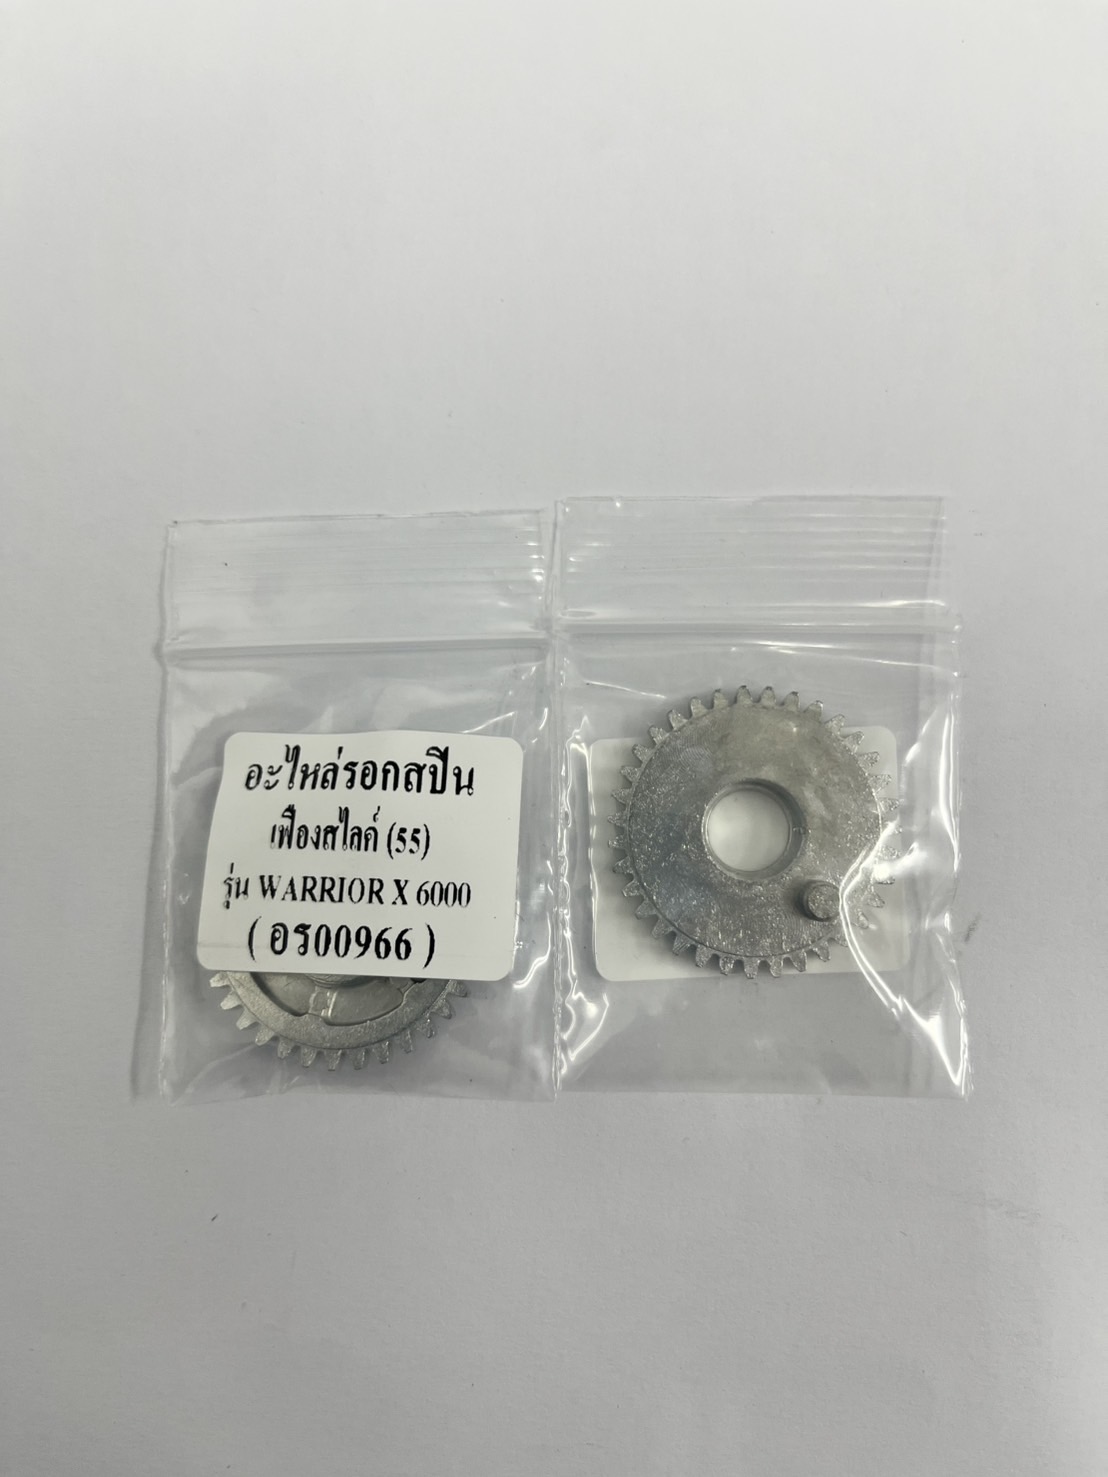 อะไหล่รอกสปิน
เฟืองสไลค์ (55)
รุ่น WARRIOR X 6000
( อร00966 )